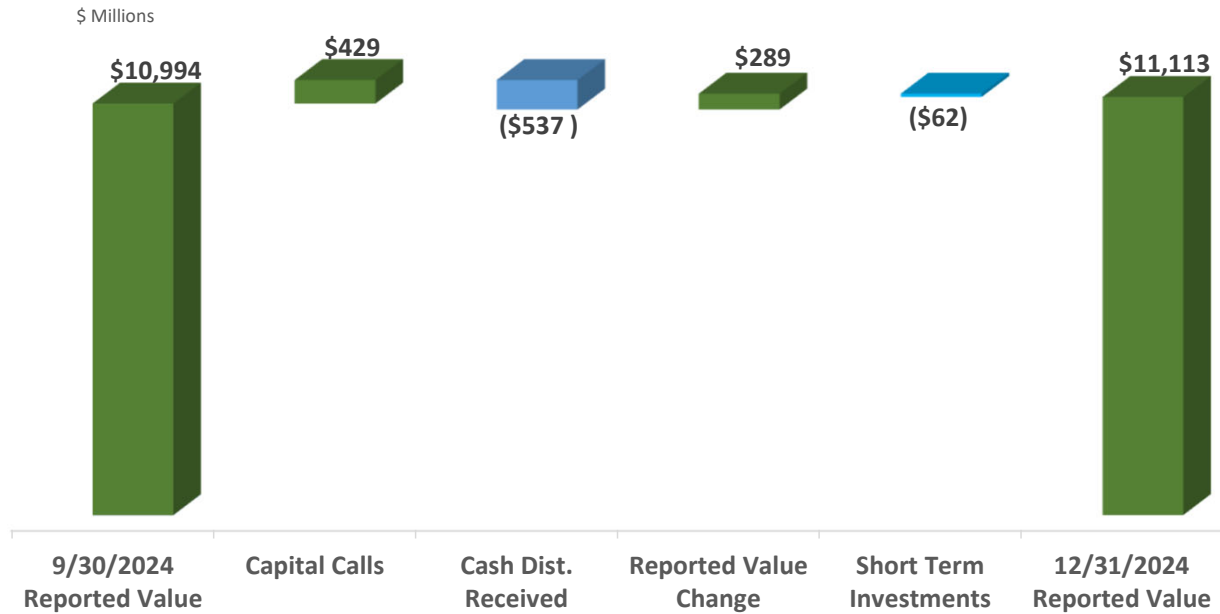 $ Millions
$10,994
$429
($537 )
$289
($62)
$11,113
9/30/2024
Reported Value
Capital Calls
Cash Dist.
Received
Reported Value
Change
Short Term
Investments
12/31/2024
Reported Value